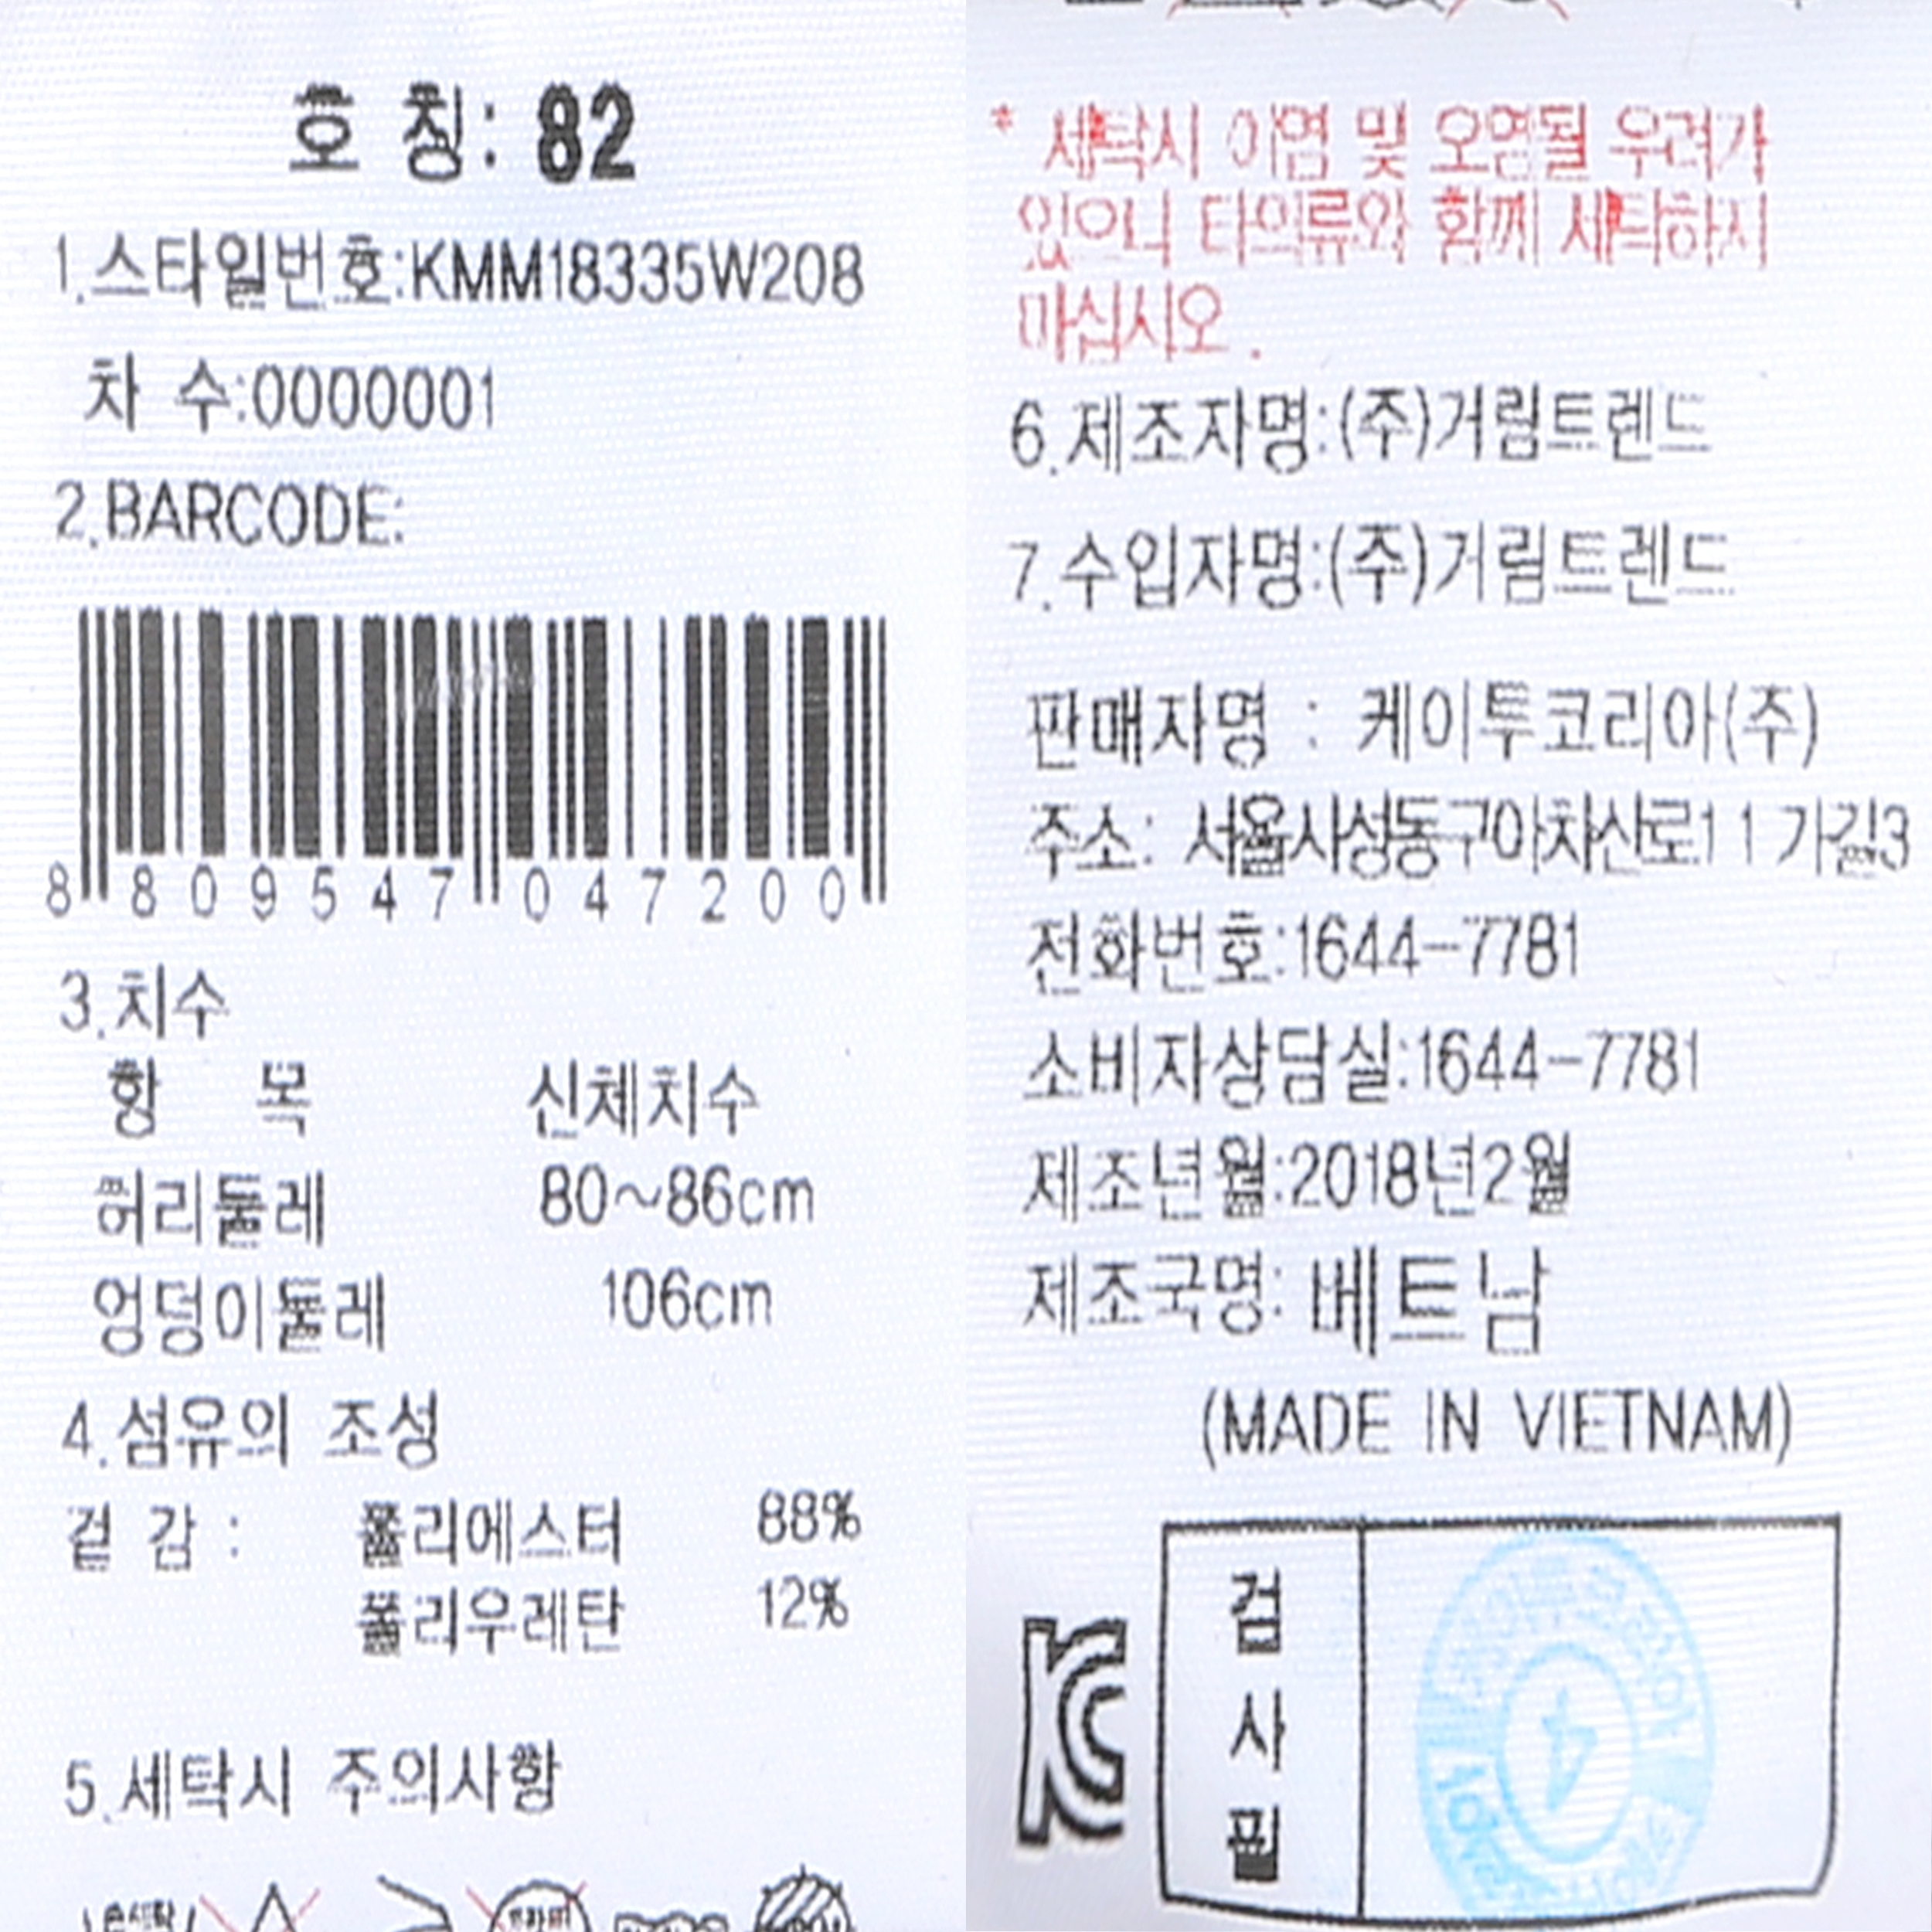 호 칭: 82
1.스타일번호:KMM18335W208
차 수:0000001
2.BARCODE:
8 809547 047200
3.치수
항 목 신체치수
허리둘레 80~86cm
엉덩이둘레 106cm
4.섬유의 조성
겉 감 : 폴리에스터 88%
폴리우레탄 12%
5.세탁시 주의사항
* 세탁시 이염 및 오염될 우려가
있으니 타의류와 함께 세탁하지
마십시오.
6.제조자명:(주)거림트렌드
7.수입자명:(주)거림트렌드
판매자명 : 케이투코리아(주)
주소: 서울시성동구아차산로11가길3
전화번호:1644-7781
소비자상담실:1644-7781
제조년월:2018년2월
제조국명: 베트남
(MADE IN VIETNAM)
검
사
필
4